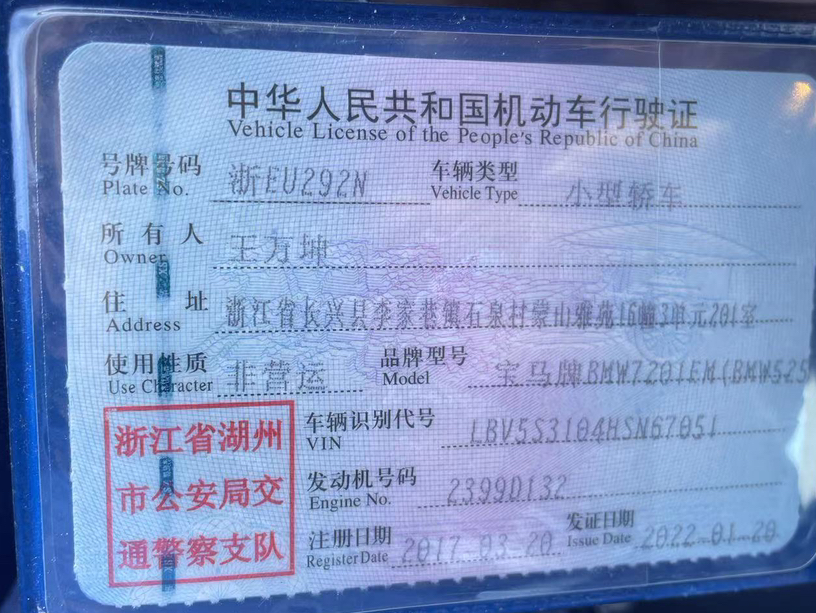 中华人民共和国机动车行驶证
Vehicle License of the People's Republic of China
号牌号码 浙EU292N 车辆类型 小型轿车
Plate No. Vehicle Type
所有人 王方坤
Owner
住址 浙江省长兴县李家巷镇石泉村蒙山雅苑16幢3单元201室
Address
使用性质 非营运 品牌型号 宝马牌BMW7201EM(BMW525
Use Character Model
浙江省湖州
市公安局交
通警察支队
车辆识别代号 LBV5S3104HSN67051
VIN
发动机号码 2399D132
Engine No.
注册日期 2017-03-20 发证日期 2022-01-20
Register Date Issue Date